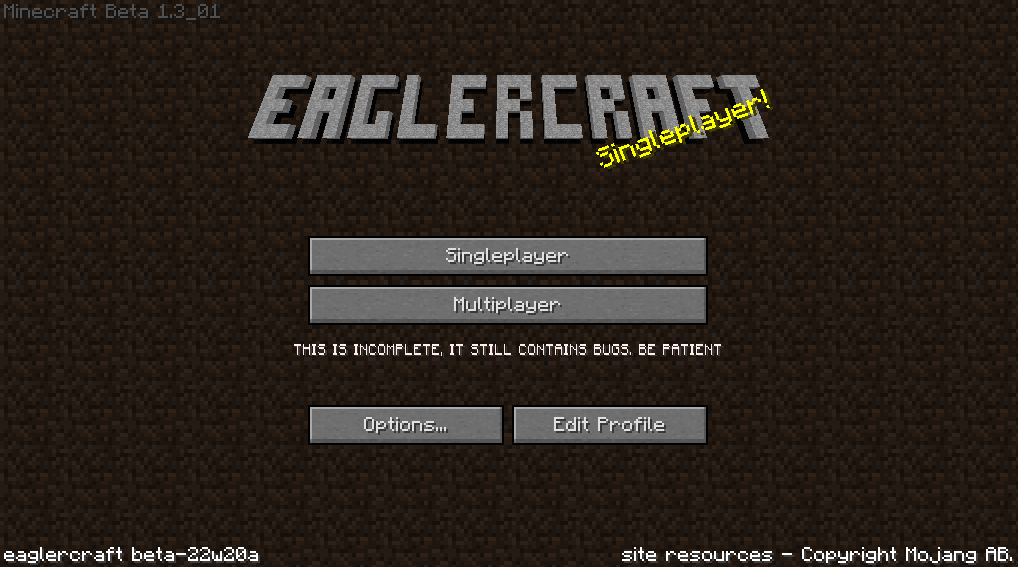 Minecraft Beta 1.3_01
EAGLERCRAFT
Singleplayer!
Singleplayer
Multiplayer
THIS IS INCOMPLETE, IT STILL CONTAINS BUGS. BE PATIENT
Options... Edit Profile
eaglercraft beta-22w20a site resources - Copyright Mojang AB.